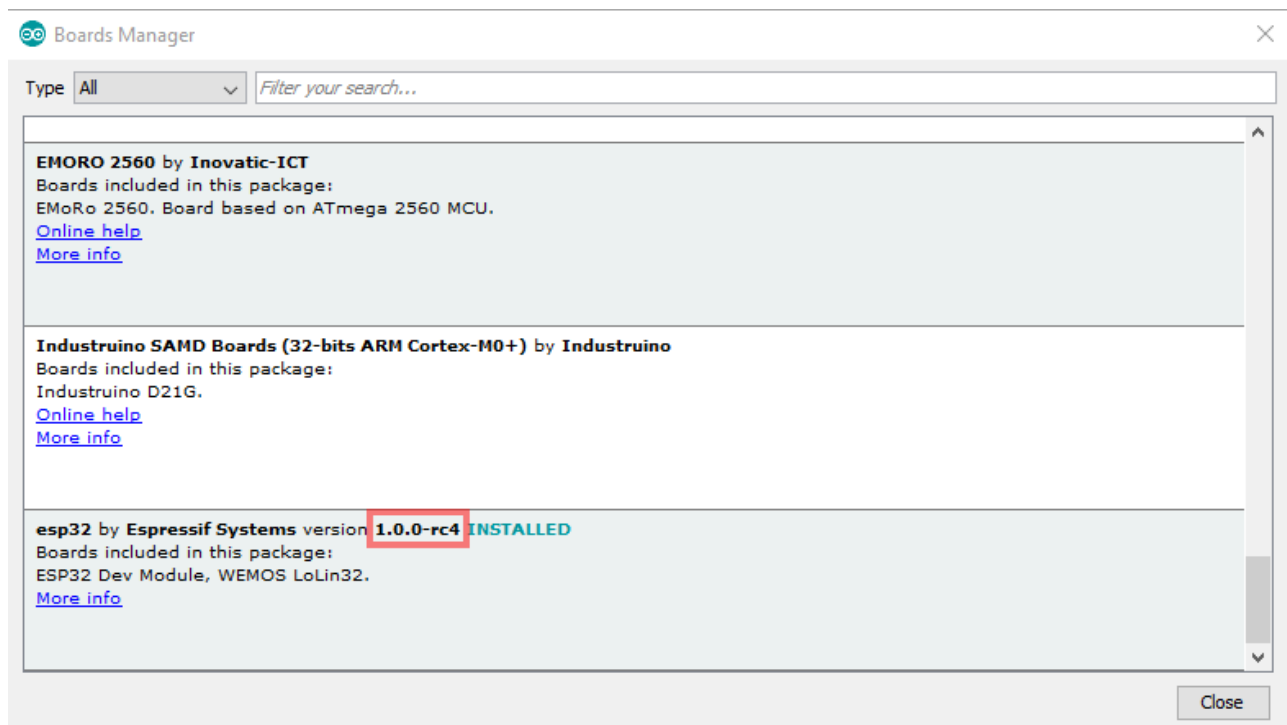 Boards Manager
Type All Filter your search...
EMORO 2560 by Inovatic-ICT
Boards included in this package:
EMoRo 2560. Board based on ATmega 2560 MCU.
Online help
More info
Industruino SAMD Boards (32-bits ARM Cortex-M0+) by Industruino
Boards included in this package:
Industruino D21G.
Online help
More info
esp32 by Espressif Systems version 1.0.0-rc4 INSTALLED
Boards included in this package:
ESP32 Dev Module, WEMOS LoLin32.
More info
Close